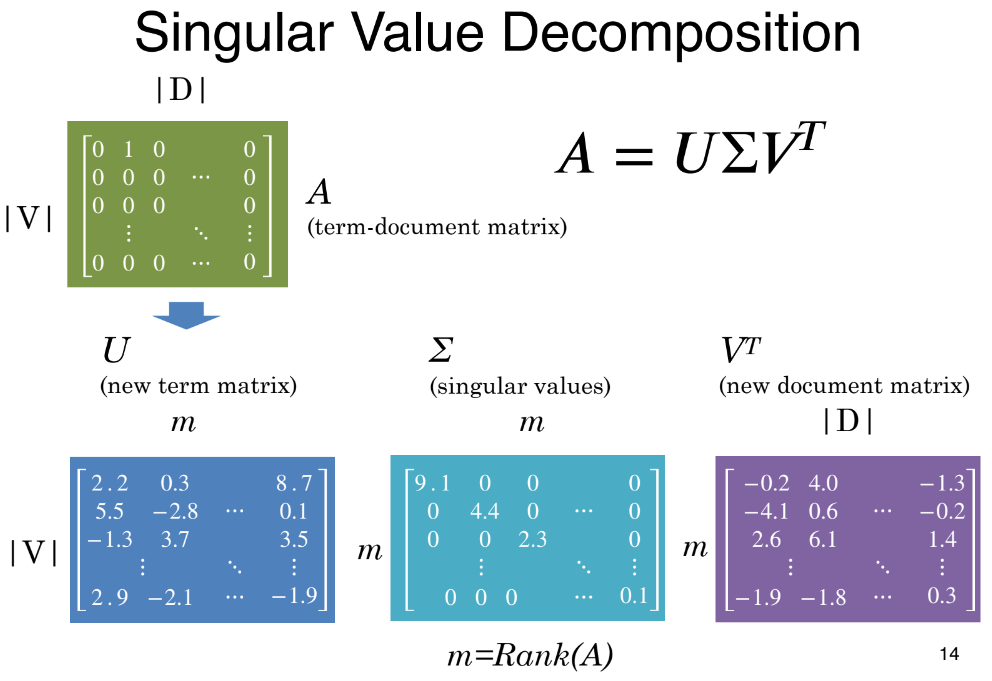 Singular Value Decomposition
|D|
|V|
0 1 0 0
0 0 0 ⋯ 0
0 0 0 0
⋮ ⋱ ⋮
0 0 0 ⋯ 0
A
(term-document matrix)
A = UΣV^T
U
(new term matrix)
m
|V|
2.2 0.3 8.7
5.5 −2.8 ⋯ 0.1
−1.3 3.7 3.5
⋮ ⋱ ⋮
2.9 −2.1 ⋯ −1.9
Σ
(singular values)
m
m
9.1 0 0 0
0 4.4 0 ⋯ 0
0 0 2.3 0
⋮ ⋱ ⋮
0 0 0 ⋯ 0.1
m=Rank(A)
V^T
(new document matrix)
|D|
m
−0.2 4.0 −1.3
−4.1 0.6 ⋯ −0.2
2.6 6.1 1.4
⋮ ⋱ ⋮
−1.9 −1.8 ⋯ 0.3
14